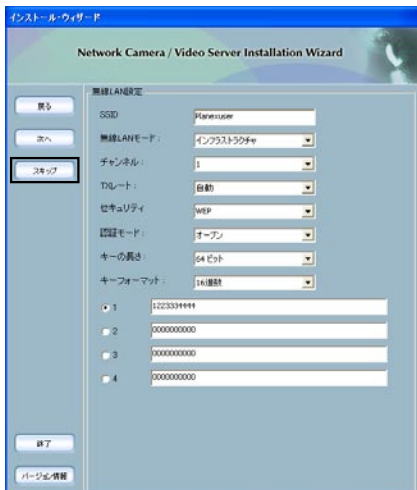 インストール・ウィザード
Network Camera / Video Server Installation Wizard
戻る
次へ
スキップ
終了
バージョン情報
無線LAN設定
SSID
Planexuser
無線LANモード:
インフラストラクチャ
チャンネル:
1
TXレート:
自動
セキュリティ
WEP
認証モード:
オープン
キーの長さ:
64 ビット
キーフォーマット:
16進数
1
1223334444
2
0000000000
3
0000000000
4
0000000000